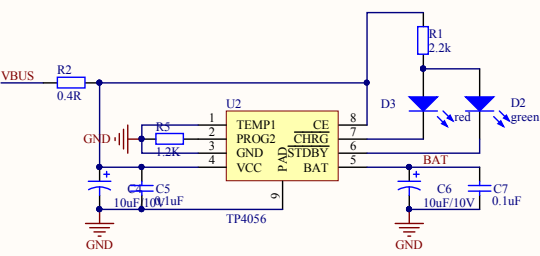 R1
2.2k
VBUS
R2
0.4R
U2
D3
D2
red
green
1
TEMP1
CE
8
GND
R5
2
PROG2
CHRG
7
1.2K
3
GND
STDBY
6
4
VCC
PAD
BAT
5
BAT
9
C4
C5
10uF/10V
0.1uF
TP4056
C6
C7
10uF/10V
0.1uF
GND
GND